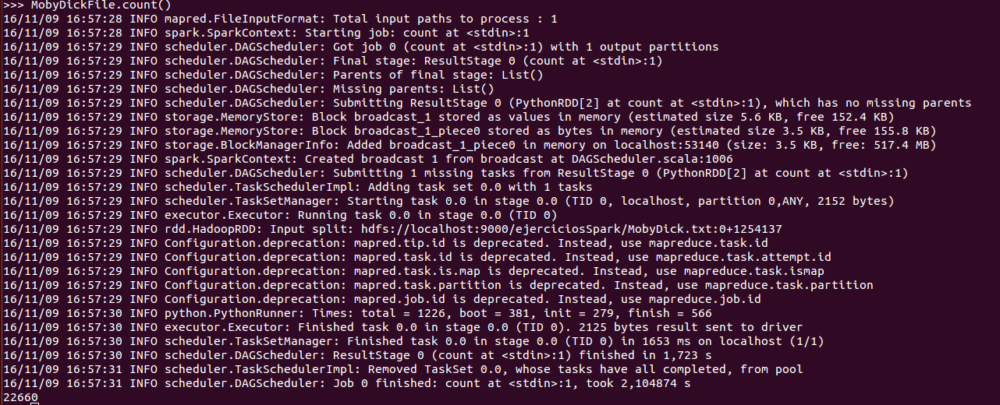 >>> MobyDickFile.count()
16/11/09 16:57:28 INFO mapred.FileInputFormat: Total input paths to process : 1
16/11/09 16:57:28 INFO spark.SparkContext: Starting job: count at <stdin>:1
16/11/09 16:57:29 INFO scheduler.DAGScheduler: Got job 0 (count at <stdin>:1) with 1 output partitions
16/11/09 16:57:29 INFO scheduler.DAGScheduler: Final stage: ResultStage 0 (count at <stdin>:1)
16/11/09 16:57:29 INFO scheduler.DAGScheduler: Parents of final stage: List()
16/11/09 16:57:29 INFO scheduler.DAGScheduler: Missing parents: List()
16/11/09 16:57:29 INFO scheduler.DAGScheduler: Submitting ResultStage 0 (PythonRDD[2] at count at <stdin>:1), which has no missing parents
16/11/09 16:57:29 INFO storage.MemoryStore: Block broadcast_1 stored as values in memory (estimated size 5.6 KB, free 152.4 KB)
16/11/09 16:57:29 INFO storage.MemoryStore: Block broadcast_1_piece0 stored as bytes in memory (estimated size 3.5 KB, free 155.8 KB)
16/11/09 16:57:29 INFO storage.BlockManagerInfo: Added broadcast_1_piece0 in memory on localhost:53140 (size: 3.5 KB, free: 517.4 MB)
16/11/09 16:57:29 INFO spark.SparkContext: Created broadcast 1 from broadcast at DAGScheduler.scala:1006
16/11/09 16:57:29 INFO scheduler.DAGScheduler: Submitting 1 missing tasks from ResultStage 0 (PythonRDD[2] at count at <stdin>:1)
16/11/09 16:57:29 INFO scheduler.TaskSchedulerImpl: Adding task set 0.0 with 1 tasks
16/11/09 16:57:29 INFO scheduler.TaskSetManager: Starting task 0.0 in stage 0.0 (TID 0, localhost, partition 0,ANY, 2152 bytes)
16/11/09 16:57:29 INFO executor.Executor: Running task 0.0 in stage 0.0 (TID 0)
16/11/09 16:57:29 INFO rdd.HadoopRDD: Input split: hdfs://localhost:9000/ejerciciosSpark/MobyDick.txt:0+1254137
16/11/09 16:57:29 INFO Configuration.deprecation: mapred.tip.id is deprecated. Instead, use mapreduce.task.id
16/11/09 16:57:29 INFO Configuration.deprecation: mapred.task.id is deprecated. Instead, use mapreduce.task.attempt.id
16/11/09 16:57:29 INFO Configuration.deprecation: mapred.task.is.map is deprecated. Instead, use mapreduce.task.ismap
16/11/09 16:57:29 INFO Configuration.deprecation: mapred.task.partition is deprecated. Instead, use mapreduce.task.partition
16/11/09 16:57:29 INFO Configuration.deprecation: mapred.job.id is deprecated. Instead, use mapreduce.job.id
16/11/09 16:57:30 INFO python.PythonRunner: Times: total = 1226, boot = 381, init = 279, finish = 566
16/11/09 16:57:30 INFO executor.Executor: Finished task 0.0 in stage 0.0 (TID 0). 2125 bytes result sent to driver
16/11/09 16:57:30 INFO scheduler.TaskSetManager: Finished task 0.0 in stage 0.0 (TID 0) in 1653 ms on localhost (1/1)
16/11/09 16:57:30 INFO scheduler.DAGScheduler: ResultStage 0 (count at <stdin>:1) finished in 1,723 s
16/11/09 16:57:31 INFO scheduler.TaskSchedulerImpl: Removed TaskSet 0.0, whose tasks have all completed, from pool
16/11/09 16:57:31 INFO scheduler.DAGScheduler: Job 0 finished: count at <stdin>:1, took 2,104874 s
22660